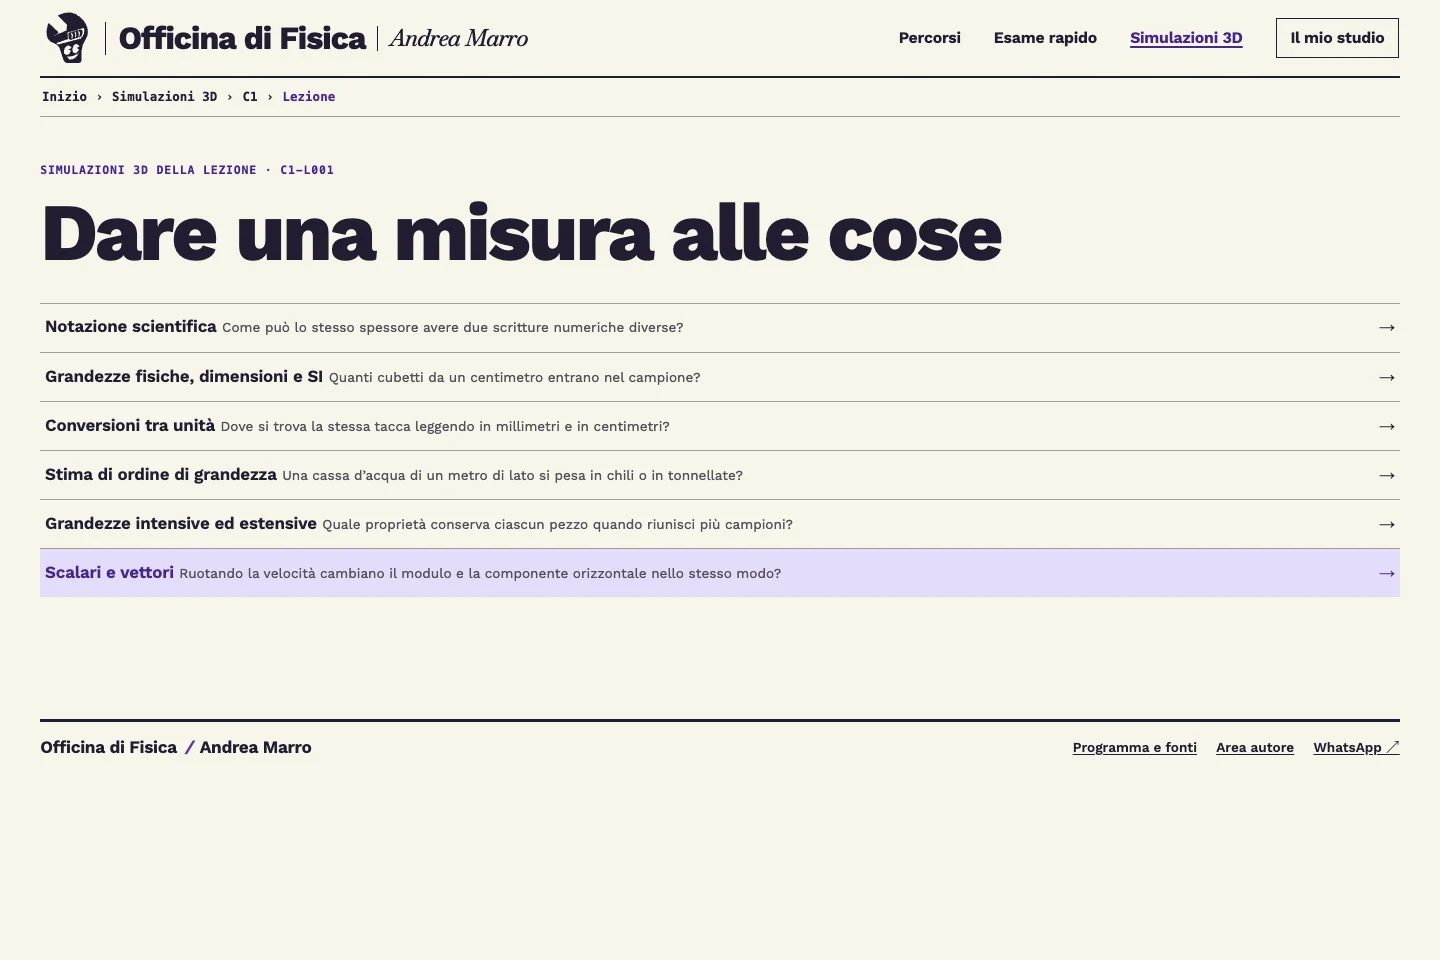 Officina di Fisica
Andrea Marro
Percorsi
Esame rapido
Simulazioni 3D
Il mio studio
Inizio › Simulazioni 3D › C1 › Lezione
SIMULAZIONI 3D DELLA LEZIONE · C1–L001
Dare una misura alle cose
Notazione scientifica Come può lo stesso spessore avere due scritture numeriche diverse? →
Grandezze fisiche, dimensioni e SI Quanti cubetti da un centimetro entrano nel campione? →
Conversioni tra unità Dove si trova la stessa tacca leggendo in millimetri e in centimetri? →
Stima di ordine di grandezza Una cassa d’acqua di un metro di lato si pesa in chili o in tonnellate? →
Grandezze intensive ed estensive Quale proprietà conserva ciascun pezzo quando riunisci più campioni? →
Scalari e vettori Ruotando la velocità cambiano il modulo e la componente orizzontale nello stesso modo? →
Officina di Fisica / Andrea Marro
Programma e fonti
Area autore
WhatsApp ↗